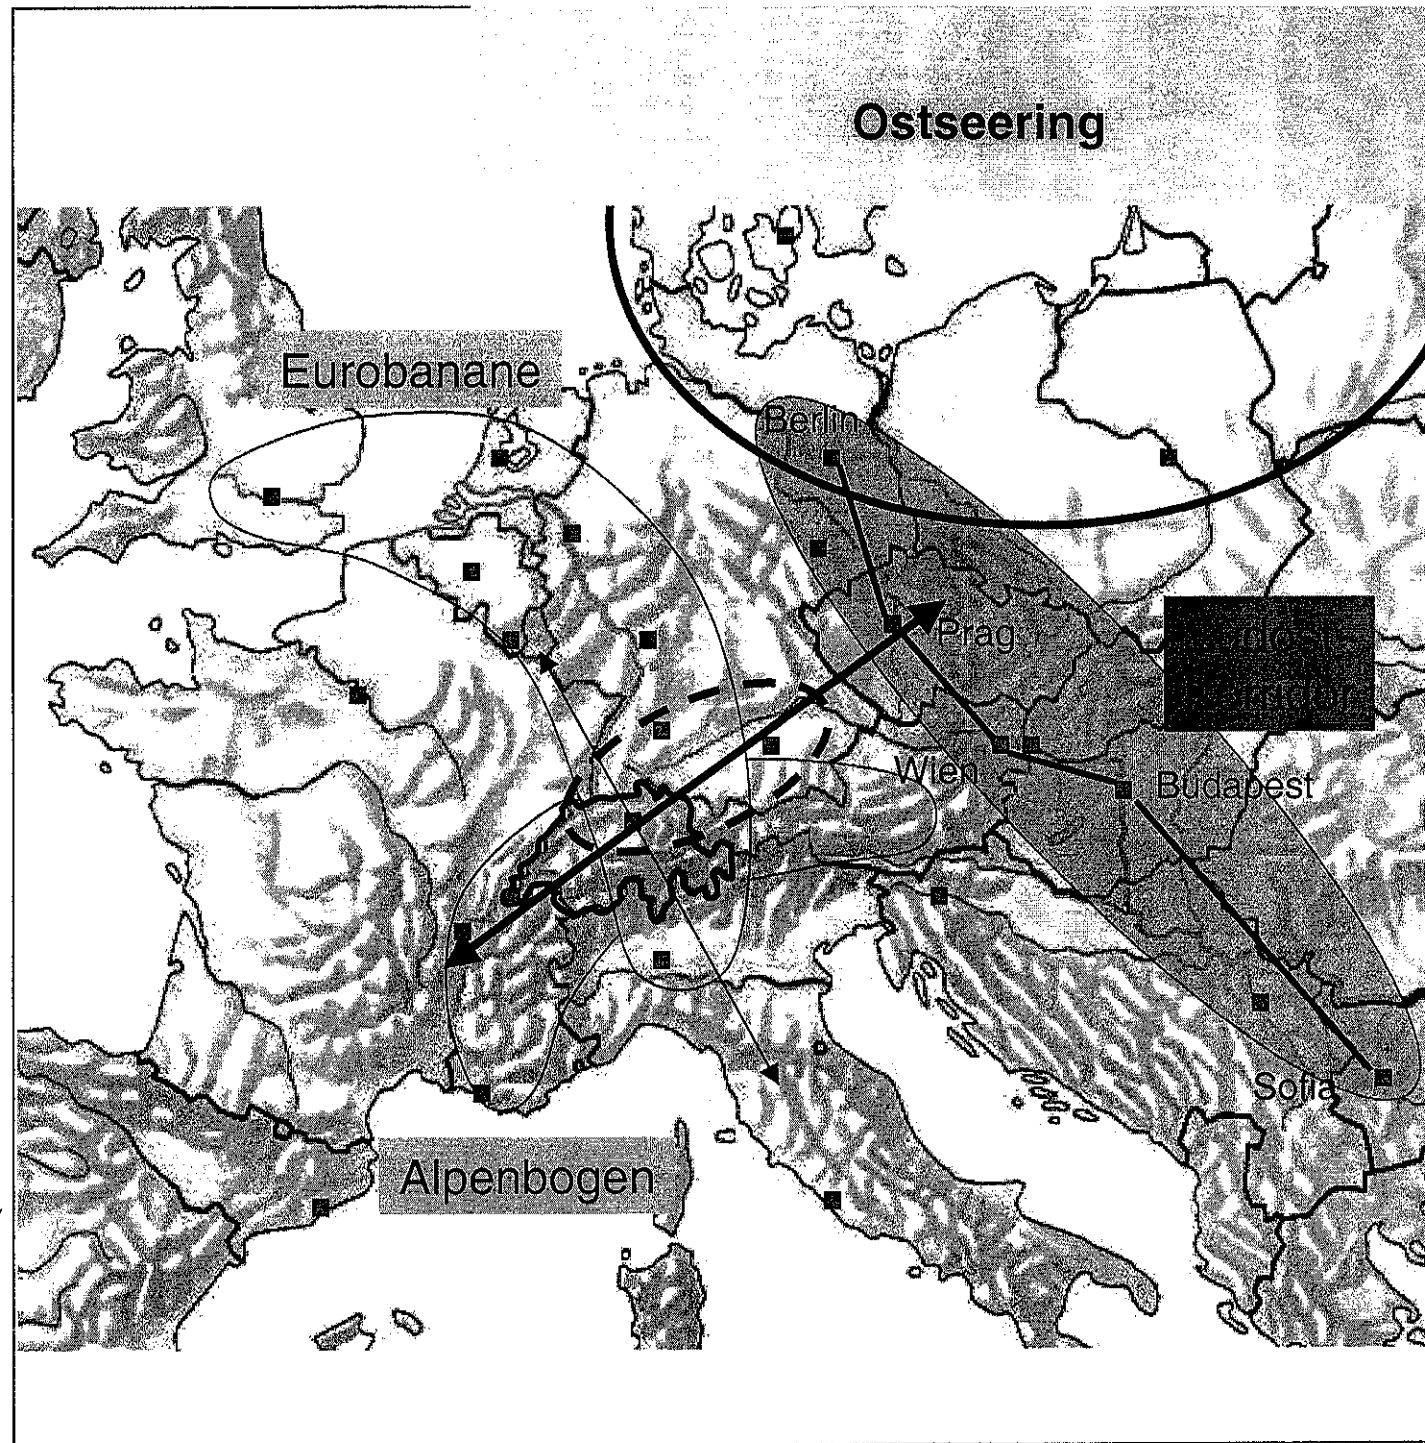 Ostseering
Eurobanane
Berlin
Prag
Wien
Budapest
Sofia
Alpenbogen